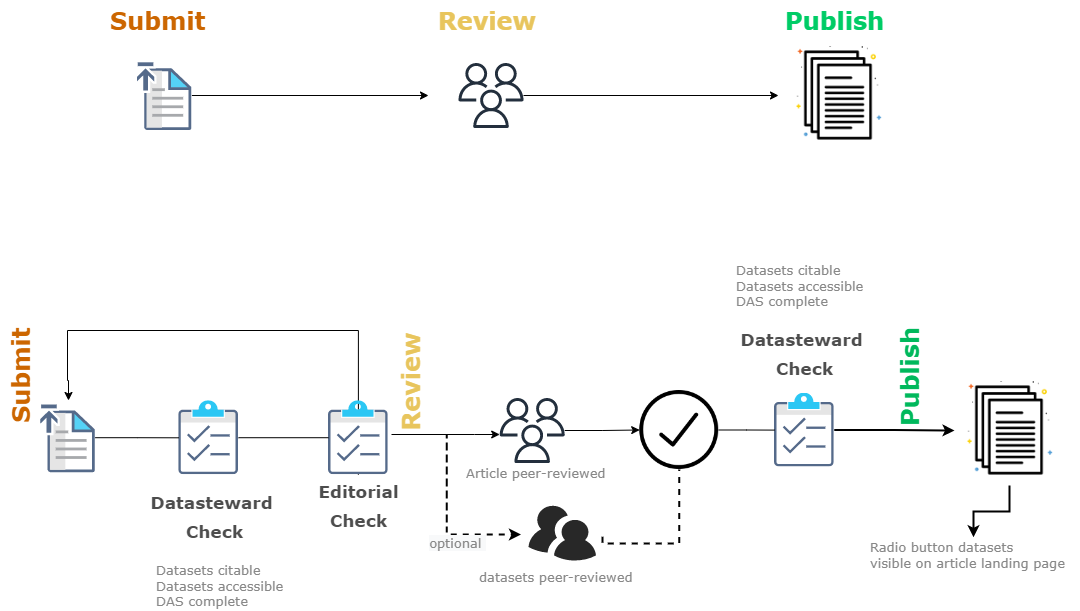 Submit
Review
Publish
Datasets citable
Datasets accessible
DAS complete
Datasteward
Check
Submit
Review
Publish
Article peer-reviewed
Datasteward
Check
Editorial
Check
optional
datasets peer-reviewed
Radio button datasets
visible on article landing page
Datasets citable
Datasets accessible
DAS complete